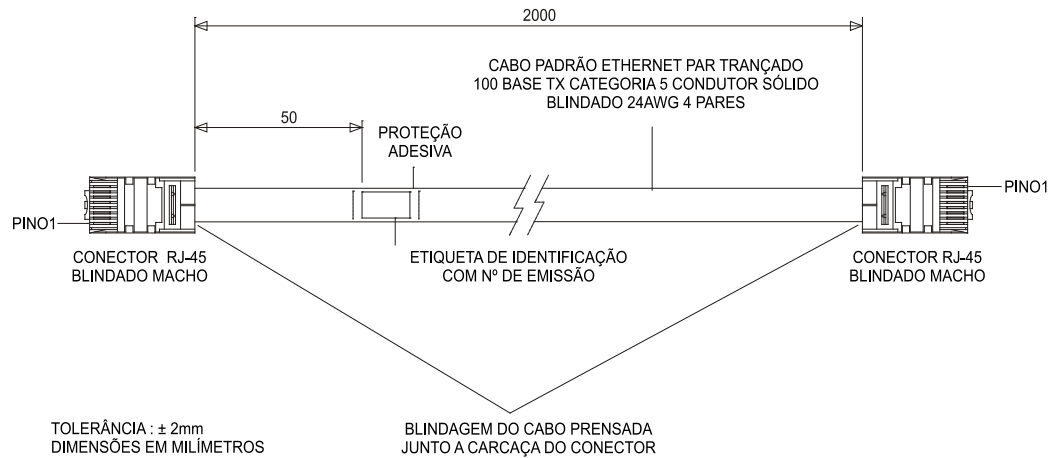 2000
CABO PADRÃO ETHERNET PAR TRANÇADO
100 BASE TX CATEGORIA 5 CONDUTOR SÓLIDO
BLINDADO 24AWG 4 PARES
50
PROTEÇÃO
ADESIVA
PINO1
PINO1
CONECTOR RJ-45
BLINDADO MACHO
ETIQUETA DE IDENTIFICAÇÃO
COM Nº DE EMISSÃO
CONECTOR RJ-45
BLINDADO MACHO
TOLERÂNCIA : ± 2mm
DIMENSÕES EM MILÍMETROS
BLINDAGEM DO CABO PRENSADA
JUNTO A CARCAÇA DO CONECTOR